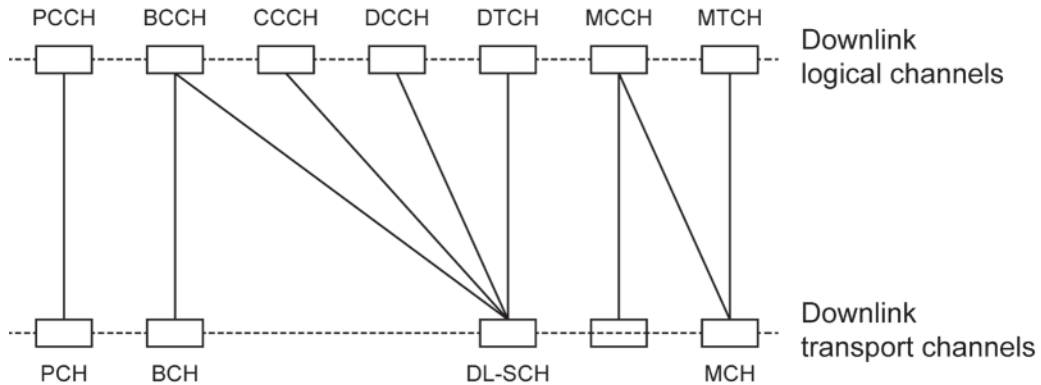 PCCH BCCH CCCH DCCH DTCH MCCH MTCH
Downlink
logical channels
Downlink
transport channels
PCH BCH DL-SCH MCH